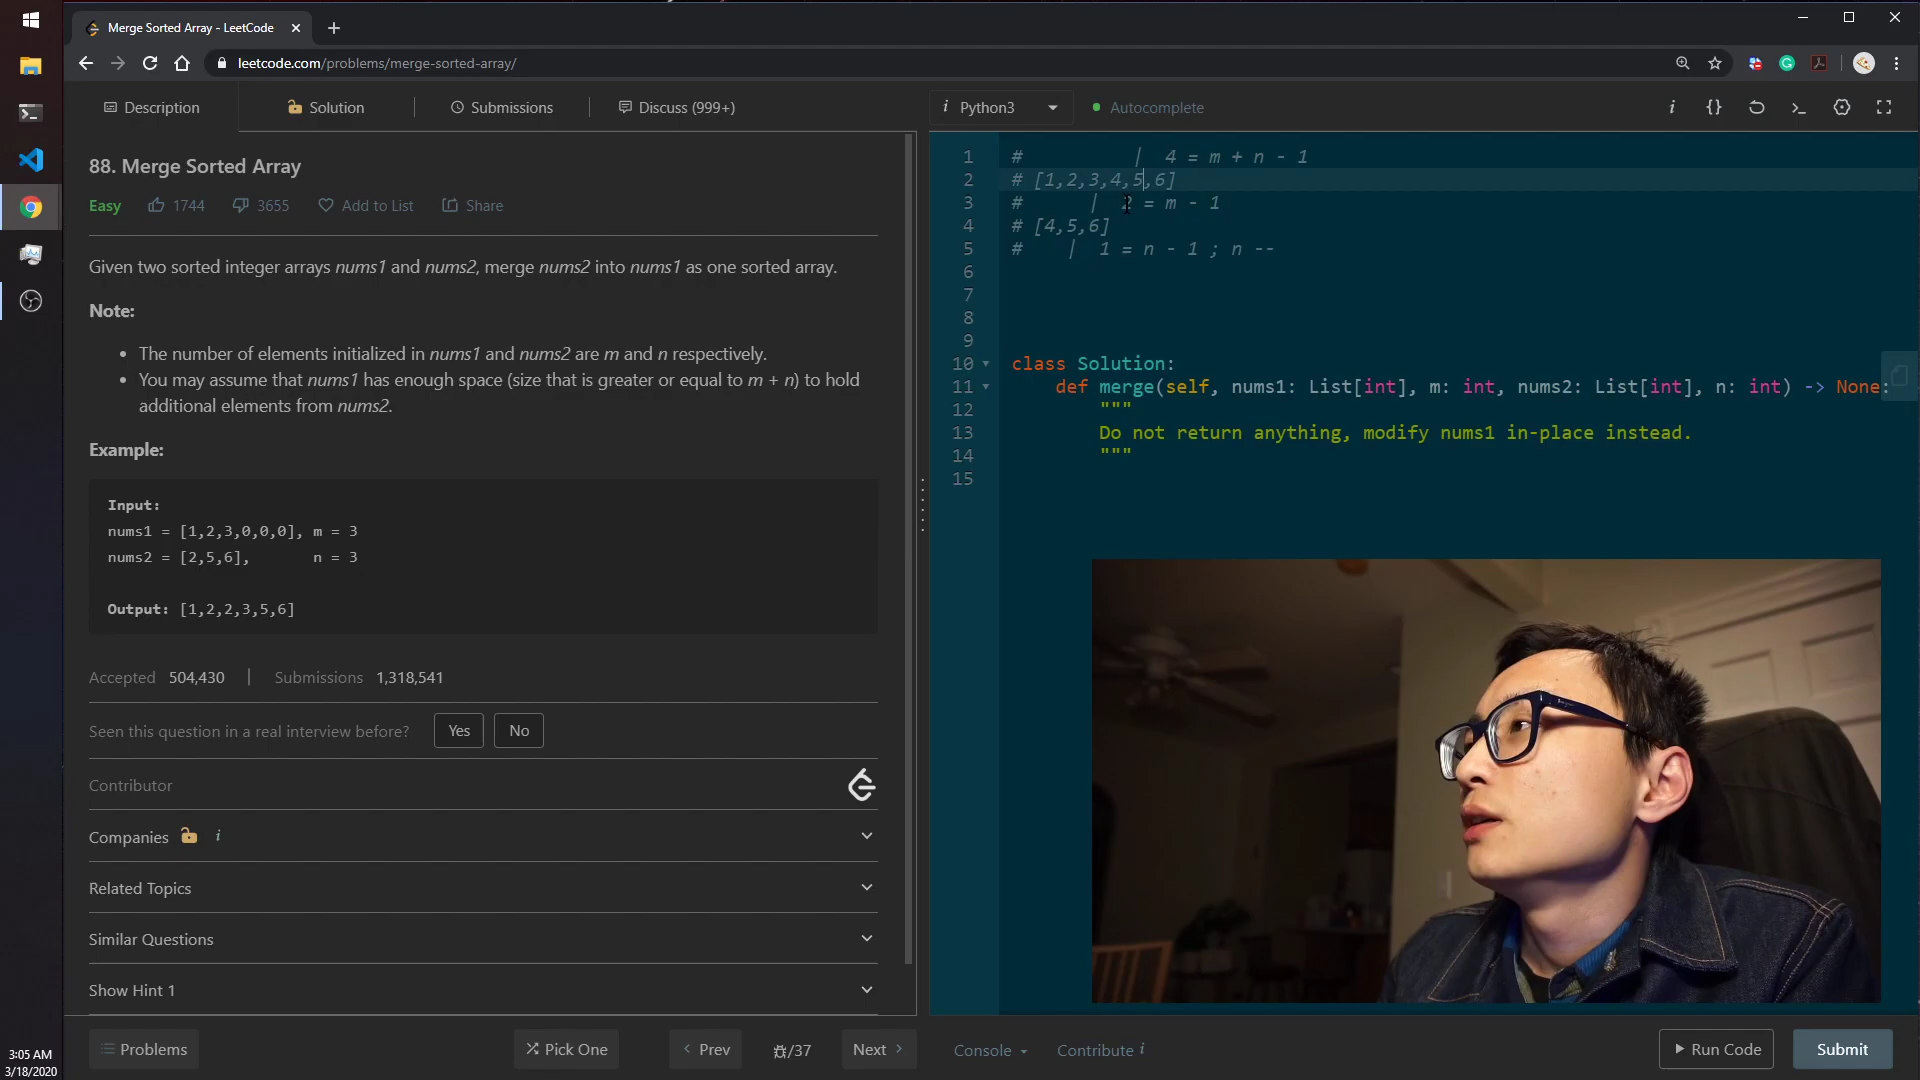 Merge Sorted Array - LeetCode
leetcode.com/problems/merge-sorted-array/
Description
Solution
Submissions
Discuss (999+)
88. Merge Sorted Array
Easy
1744
3655
Add to List
Share
Given two sorted integer arrays nums1 and nums2, merge nums2 into nums1 as one sorted array.
Note:
The number of elements initialized in nums1 and nums2 are m and n respectively.
You may assume that nums1 has enough space (size that is greater or equal to m + n) to hold
additional elements from nums2.
Example:
Input:
nums1 = [1,2,3,0,0,0], m = 3
nums2 = [2,5,6],       n = 3
Output: [1,2,2,3,5,6]
Accepted 504,430 | Submissions 1,318,541
Seen this question in a real interview before? Yes No
Contributor
Companies i
Related Topics
Similar Questions
Show Hint 1
Problems
Pick One
Prev
/37
Next
i Python3
Autocomplete
i {}
1 #          | 4 = m + n - 1
2 # [1,2,3,4,5,6]
3 #      | = m - 1
4 # [4,5,6]
5 #    | 1 = n - 1 ; n --
6
7
8
9
10 class Solution:
11     def merge(self, nums1: List[int], m: int, nums2: List[int], n: int) -> None:
12         """
13         Do not return anything, modify nums1 in-place instead.
14         """
15
Console
Contribute i
Run Code
Submit
3:05 AM
3/18/2020